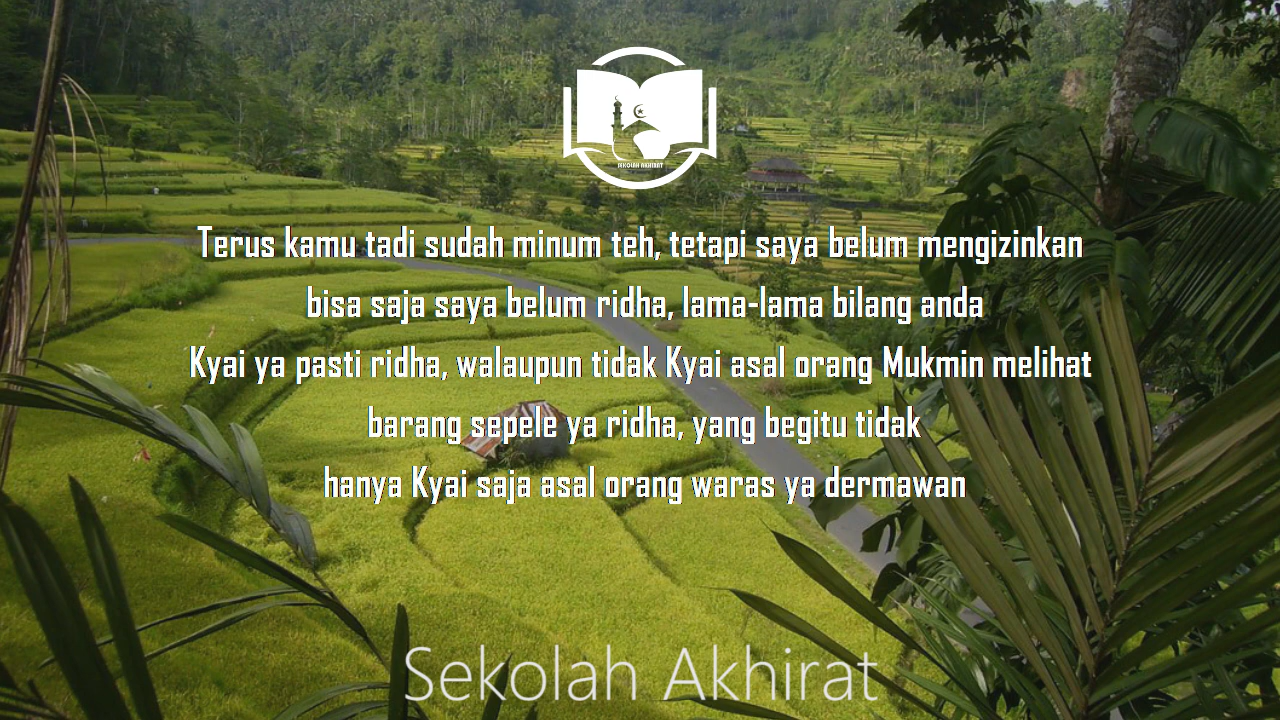 SEKOLAH AKHIRAT
Terus kamu tadi sudah minum teh, tetapi saya belum mengizinkan
bisa saja saya belum ridha, lama-lama bilang anda
Kyai ya pasti ridha, walaupun tidak Kyai asal orang Mukmin melihat
barang sepele ya ridha, yang begitu tidak
hanya Kyai saja asal orang waras ya dermawan
Sekolah Akhirat